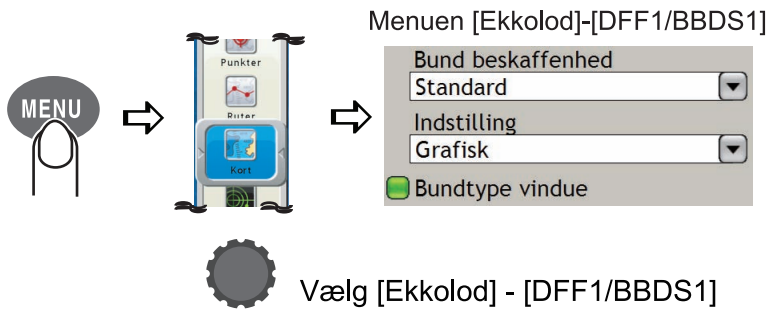 Menuen [Ekkolod]-[DFF1/BBDS1]
MENU
Punkter
Ruter
Kort
Bund beskaffenhed
Standard
Indstilling
Grafisk
Bundtype vindue
Vælg [Ekkolod] - [DFF1/BBDS1]